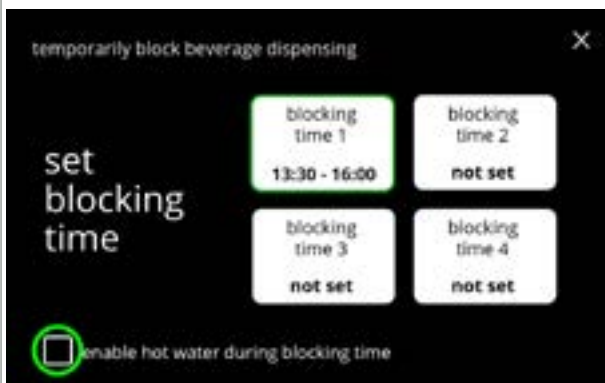 temporarily block beverage dispensing
set
blocking
time
blocking
time 1
13:30 - 16:00
blocking
time 2
not set
blocking
time 3
not set
blocking
time 4
not set
enable hot water during blocking time